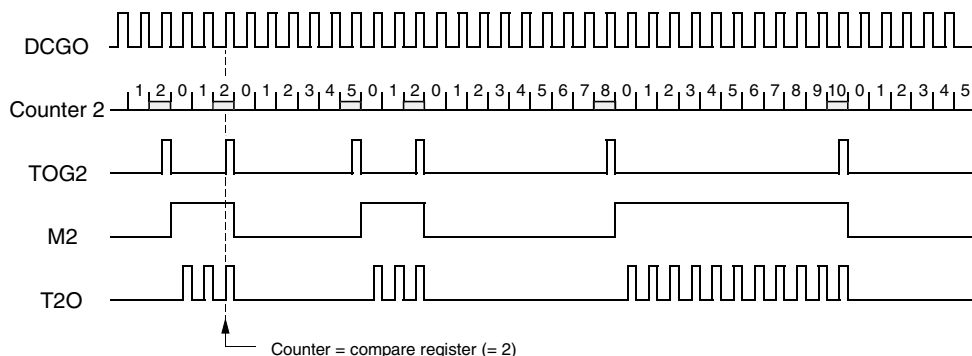 DCGO
Counter 2 1 2 0 1 2 0 1 2 3 4 5 0 1 2 0 1 2 3 4 5 6 7 8 0 1 2 3 4 5 6 7 8 9 10 0 1 2 3 4 5
TOG2
M2
T2O
Counter = compare register (= 2)